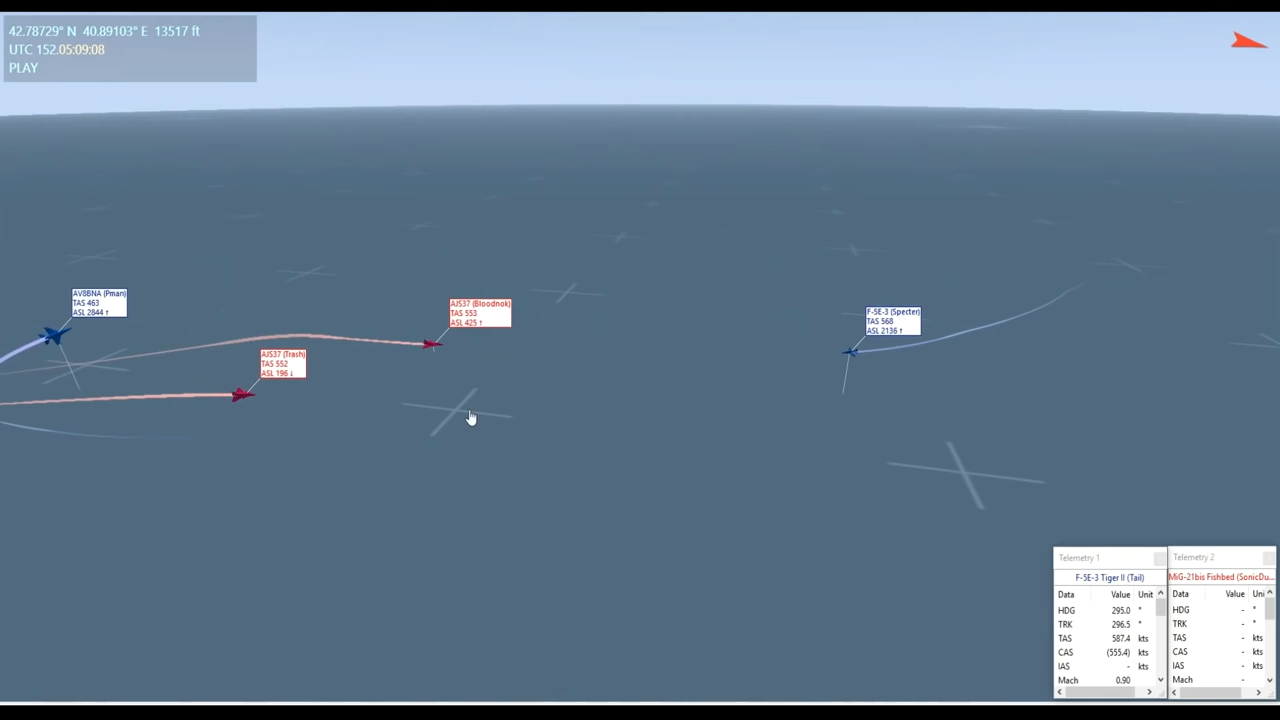 42.78729° N  40.89103° E  13517 ft
UTC 152.05:09:08
PLAY
AV8BNA (Pman)
TAS 463
ASL 2844 ↑
AJS37 (Bloodnok)
TAS 553
ASL 425 ↑
AJS37 (Trash)
TAS 552
ASL 196 ↓
F-5E-3 (Specter)
TAS 568
ASL 2136 ↑
Telemetry 1
F-5E-3 Tiger II (Tail)
Data Value Unit
HDG 295.0 °
TRK 296.5 °
TAS 587.4 kts
CAS (555.4) kts
IAS - kts
Mach 0.90
Telemetry 2
MiG-21bis Fishbed (SonicDu...
Data Value Uni
HDG - °
TRK - °
TAS - kts
CAS - kts
IAS - kts
Mach -